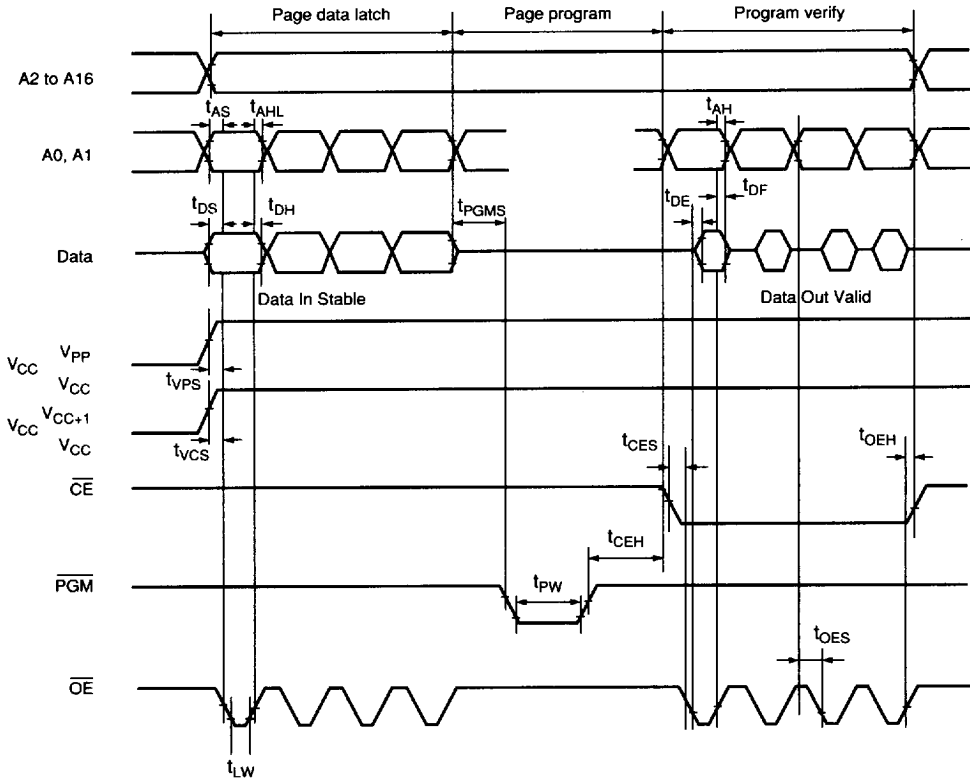 Page data latch Page program Program verify
A2 to A16
tAS tAHL tAH
A0, A1
tDS tDH tPGMS tDE tDF
Data
Data In Stable Data Out Valid
VPP
VCC
tVPS
VCC
VCC+1
VCC
VCC
tVCS tCES tOEH
CE
tCEH
PGM tPW
tOES
OE
tLW